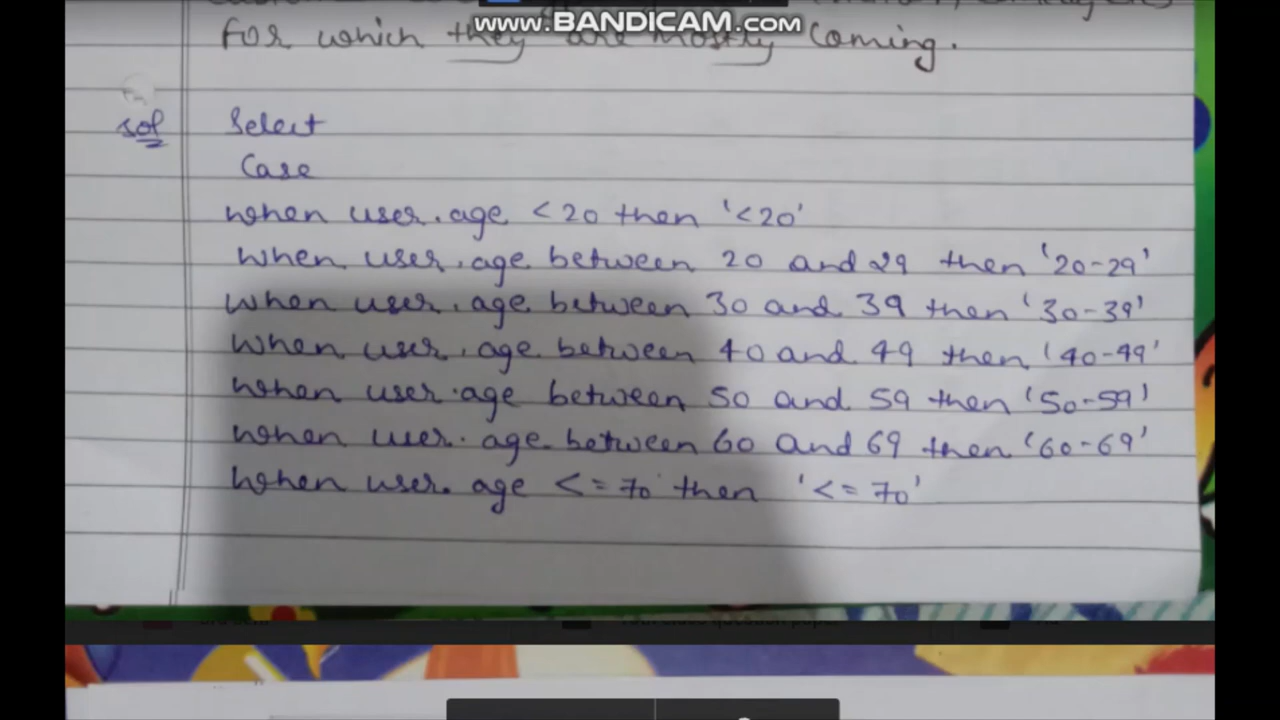 www.BANDICAM.com
for which they are mostly coming.
Sol
Select
Case
when user.age <20 then '<20'
when user.age between 20 and 29 then '20-29'
when user.age between 30 and 39 then '30-39'
when user.age between 40 and 49 then '40-49'
when user.age between 50 and 59 then '50-59'
when user.age between 60 and 69 then '60-69'
when user.age <=70 then '<=70'